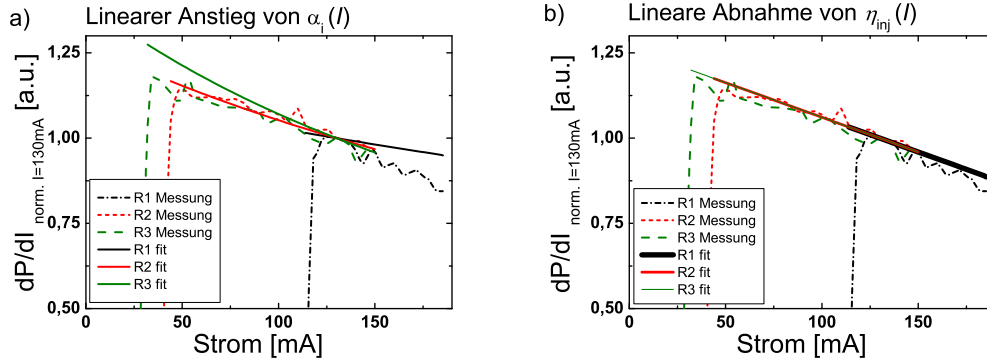 a)
Linearer Anstieg von αi(I)
dP/dI norm. I=130mA [a.u.]
1,25
1,00
0,75
0,50
R1 Messung
R2 Messung
R3 Messung
R1 fit
R2 fit
R3 fit
0
50
100
150
Strom [mA]
b)
Lineare Abnahme von ηinj(I)
dP/dI norm. I=130mA [a.u.]
1,25
1,00
0,75
0,50
R1 Messung
R2 Messung
R3 Messung
R1 fit
R2 fit
R3 fit
0
50
100
150
Strom [mA]